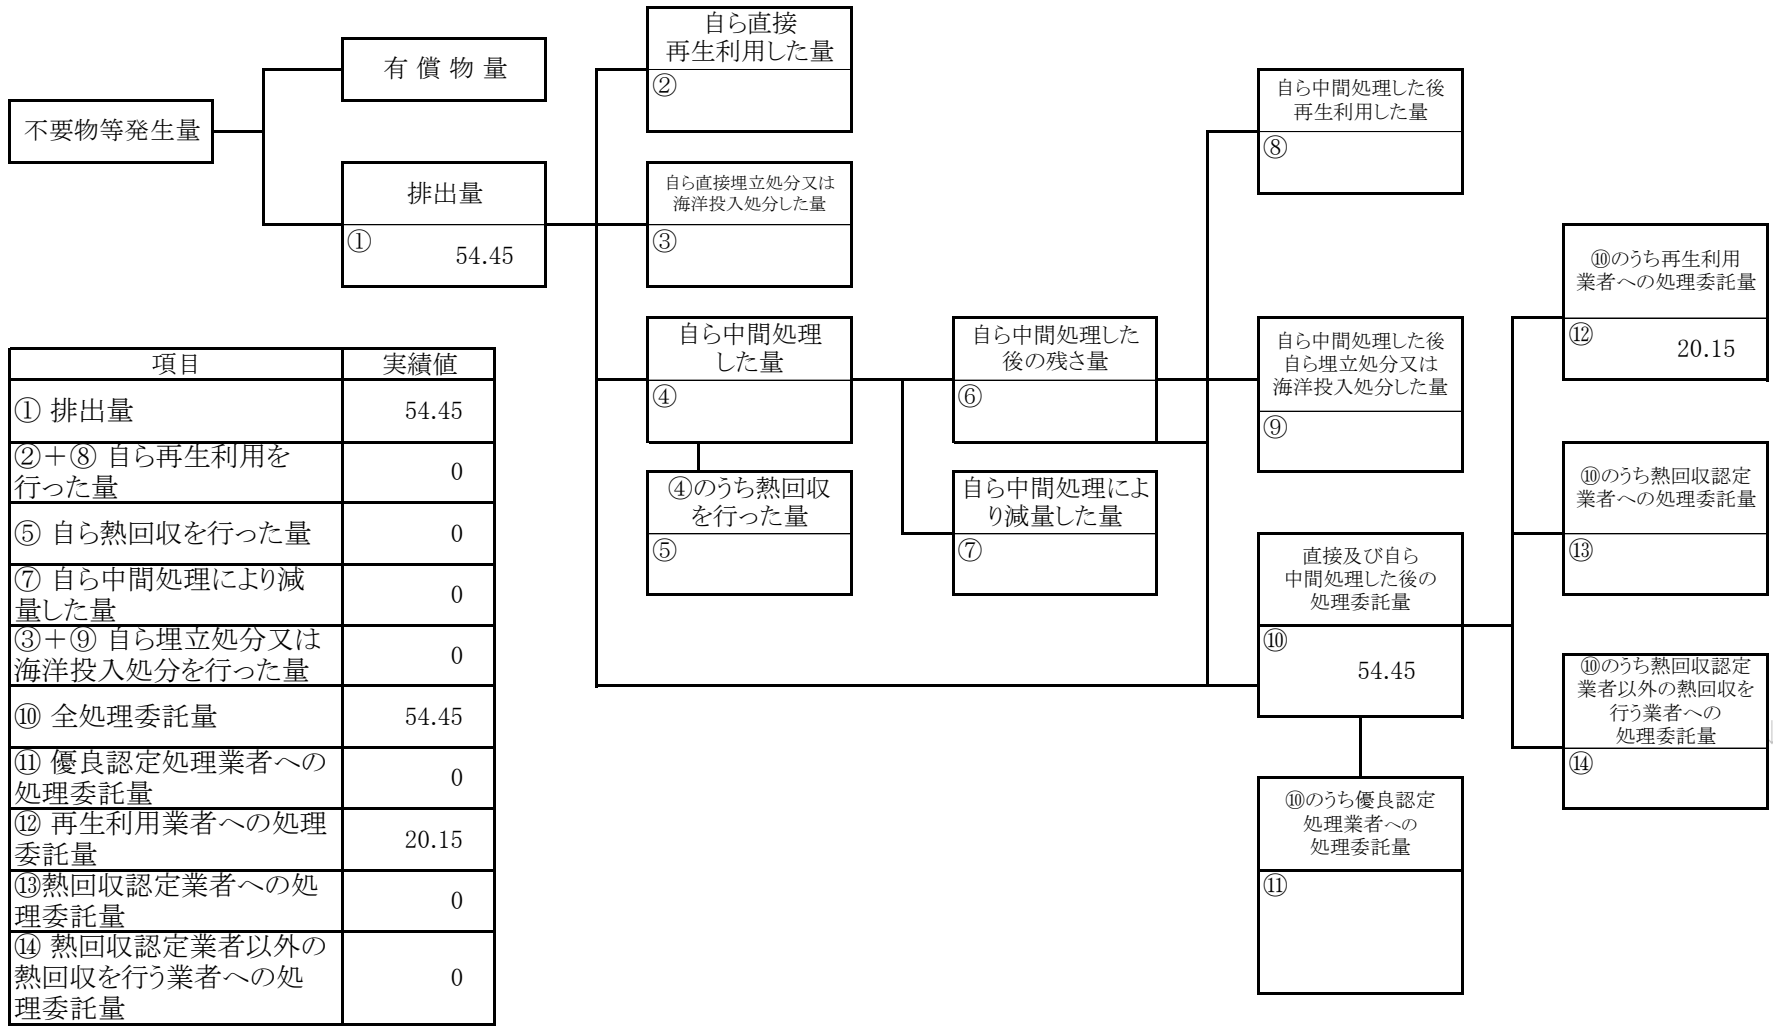 不要物等発生量
有 償 物 量
排出量
①
54.45
自ら直接
再生利用した量
②
自ら直接埋立処分又は
海洋投入処分した量
③
自ら中間処理
した量
④
④のうち熱回収
を行った量
⑤
自ら中間処理した
後の残さ量
⑥
自ら中間処理によ
り減量した量
⑦
自ら中間処理した後
再生利用した量
⑧
自ら中間処理した後
自ら埋立処分又は
海洋投入処分した量
⑨
直接及び自ら
中間処理した後の
処理委託量
⑩
54.45
⑩のうち優良認定
処理業者への
処理委託量
⑪
⑩のうち再生利用
業者への処理委託量
⑫
20.15
⑩のうち熱回収認定
業者への処理委託量
⑬
⑩のうち熱回収認定
業者以外の熱回収を
行う業者への
処理委託量
⑭
項目 実績値
① 排出量 54.45
②＋⑧ 自ら再生利用を
行った量 0
⑤ 自ら熱回収を行った量 0
⑦ 自ら中間処理により減
量した量 0
③＋⑨ 自ら埋立処分又は
海洋投入処分を行った量 0
⑩ 全処理委託量 54.45
⑪ 優良認定処理業者への
処理委託量 0
⑫ 再生利用業者への処理
委託量 20.15
⑬熱回収認定業者への処
理委託量 0
⑭ 熱回収認定業者以外の
熱回収を行う業者への処
理委託量 0